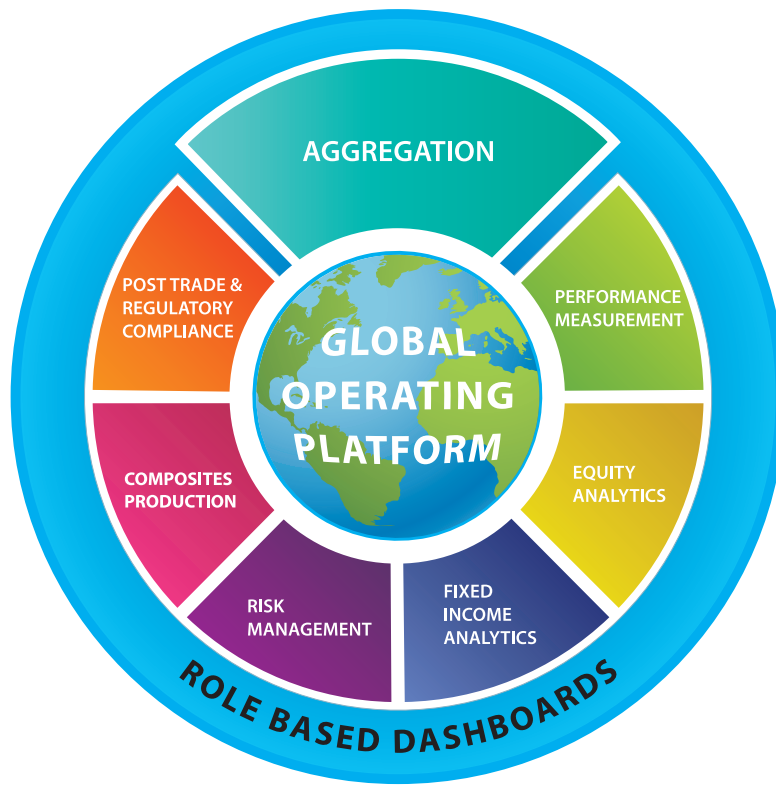 AGGREGATION
POST TRADE &
REGULATORY
COMPLIANCE
PERFORMANCE
MEASUREMENT
GLOBAL
OPERATING
PLATFORM
COMPOSITES
PRODUCTION
EQUITY
ANALYTICS
RISK
MANAGEMENT
FIXED
INCOME
ANALYTICS
ROLE BASED DASHBOARDS